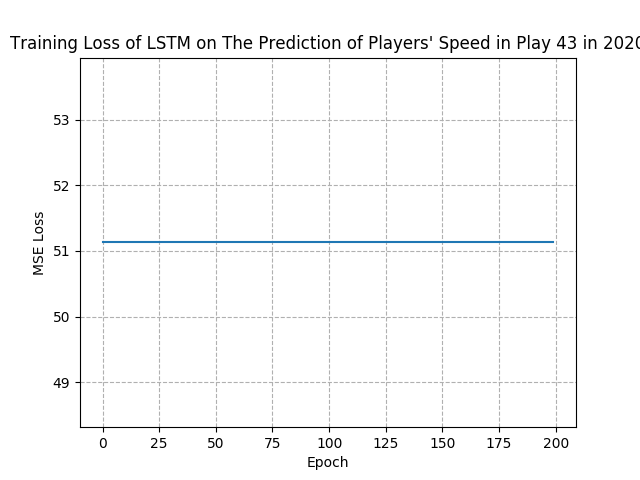 Training Loss of LSTM on The Prediction of Players' Speed in Play 43 in 2020
53
52
51
50
49
MSE Loss
0 25 50 75 100 125 150 175 200
Epoch